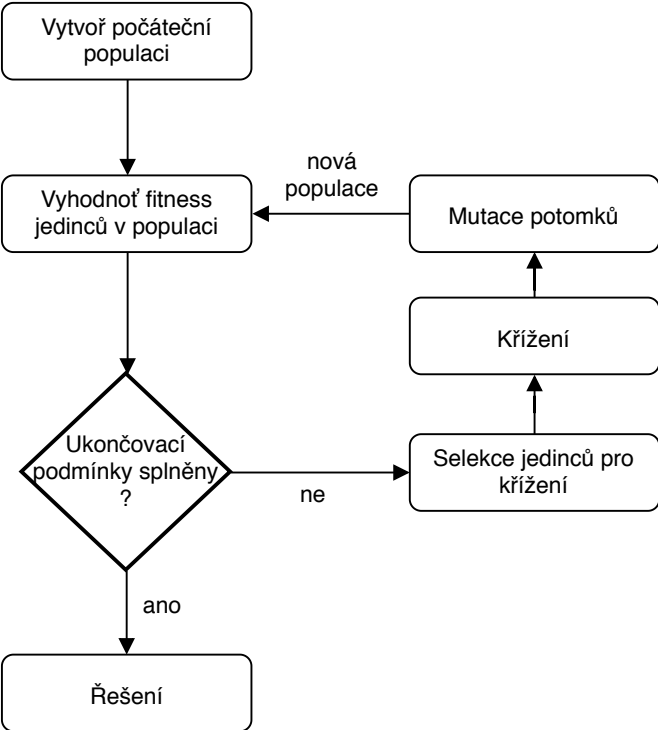 Vytvoř počáteční
populaci
nová
populace
Vyhodnoť fitness
jedinců v populaci
Mutace potomků
Křížení
Ukončovací
podmínky splněny
?
ne
Selekce jedinců pro
křížení
ano
Řešení